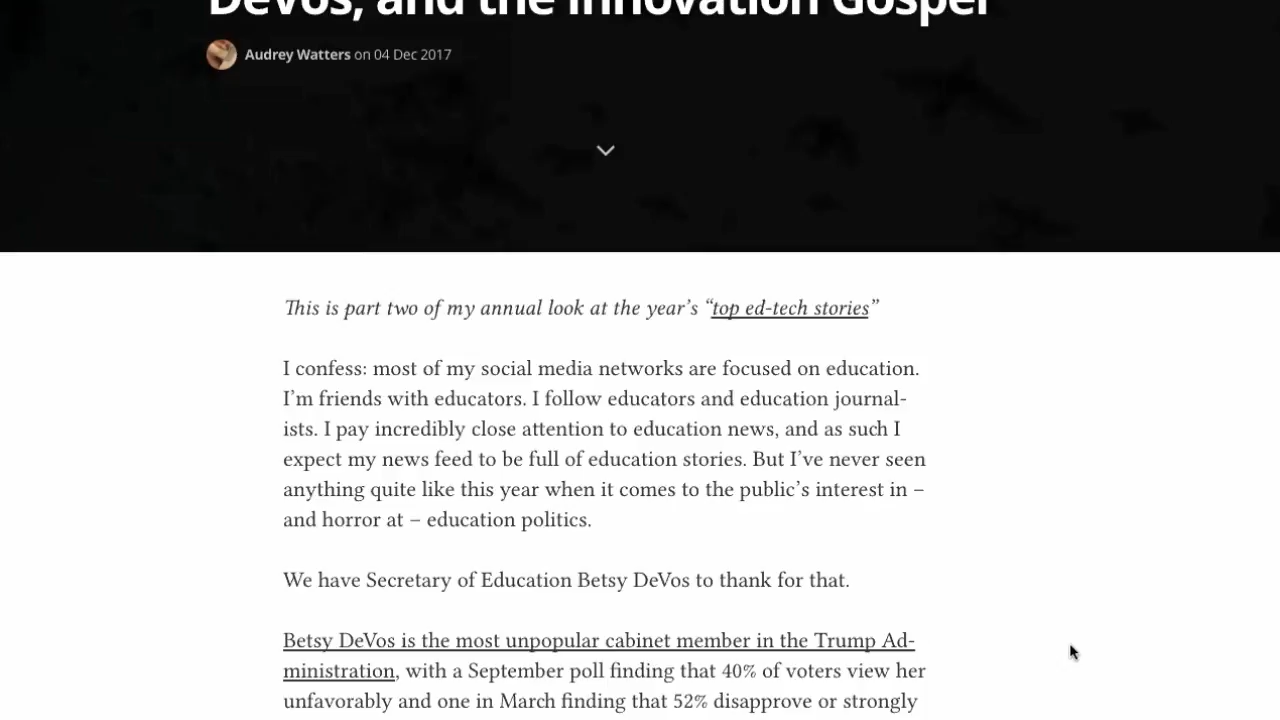 DeVos, and the Innovation Gospel
Audrey Watters on 04 Dec 2017
This is part two of my annual look at the year’s “top ed-tech stories”
I confess: most of my social media networks are focused on education.
I’m friends with educators. I follow educators and education journal-
ists. I pay incredibly close attention to education news, and as such I
expect my news feed to be full of education stories. But I’ve never seen
anything quite like this year when it comes to the public’s interest in –
and horror at – education politics.
We have Secretary of Education Betsy DeVos to thank for that.
Betsy DeVos is the most unpopular cabinet member in the Trump Ad-
ministration, with a September poll finding that 40% of voters view her
unfavorably and one in March finding that 52% disapprove or strongly